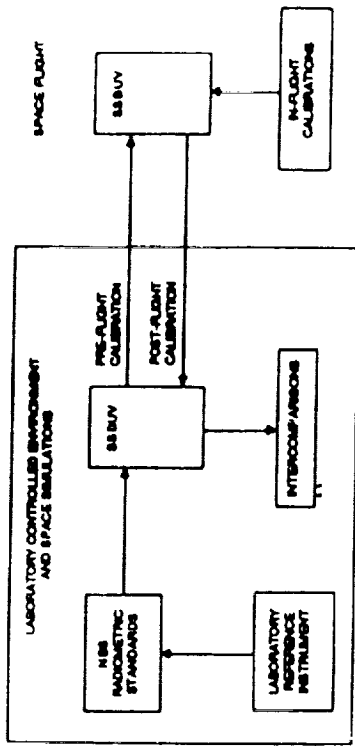 LABORATORY CONTROLLED ENVIRONMENT
AND SPACE SIMULATIONS
NBS
RADIOMETRIC
STANDARDS
LABORATORY
REFERENCE
INSTRUMENT
SSBUV
INTERCOMPARISONS
PRE-FLIGHT
CALIBRATION
POST-FLIGHT
CALIBRATION
SPACE FLIGHT
SSBUV
IN-FLIGHT
CALIBRATIONS